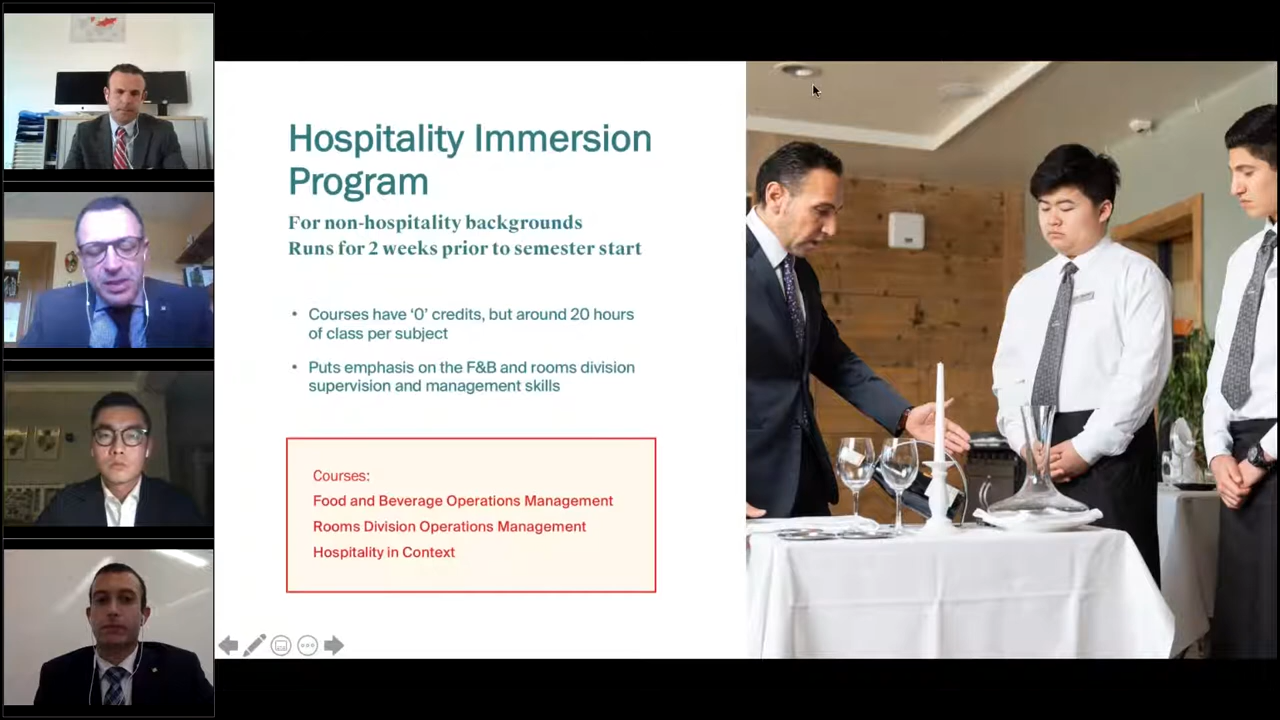 Hospitality Immersion
Program
For non-hospitality backgrounds
Runs for 2 weeks prior to semester start
• Courses have ‘0’ credits, but around 20 hours
of class per subject
• Puts emphasis on the F&B and rooms division
supervision and management skills
Courses:
Food and Beverage Operations Management
Rooms Division Operations Management
Hospitality in Context